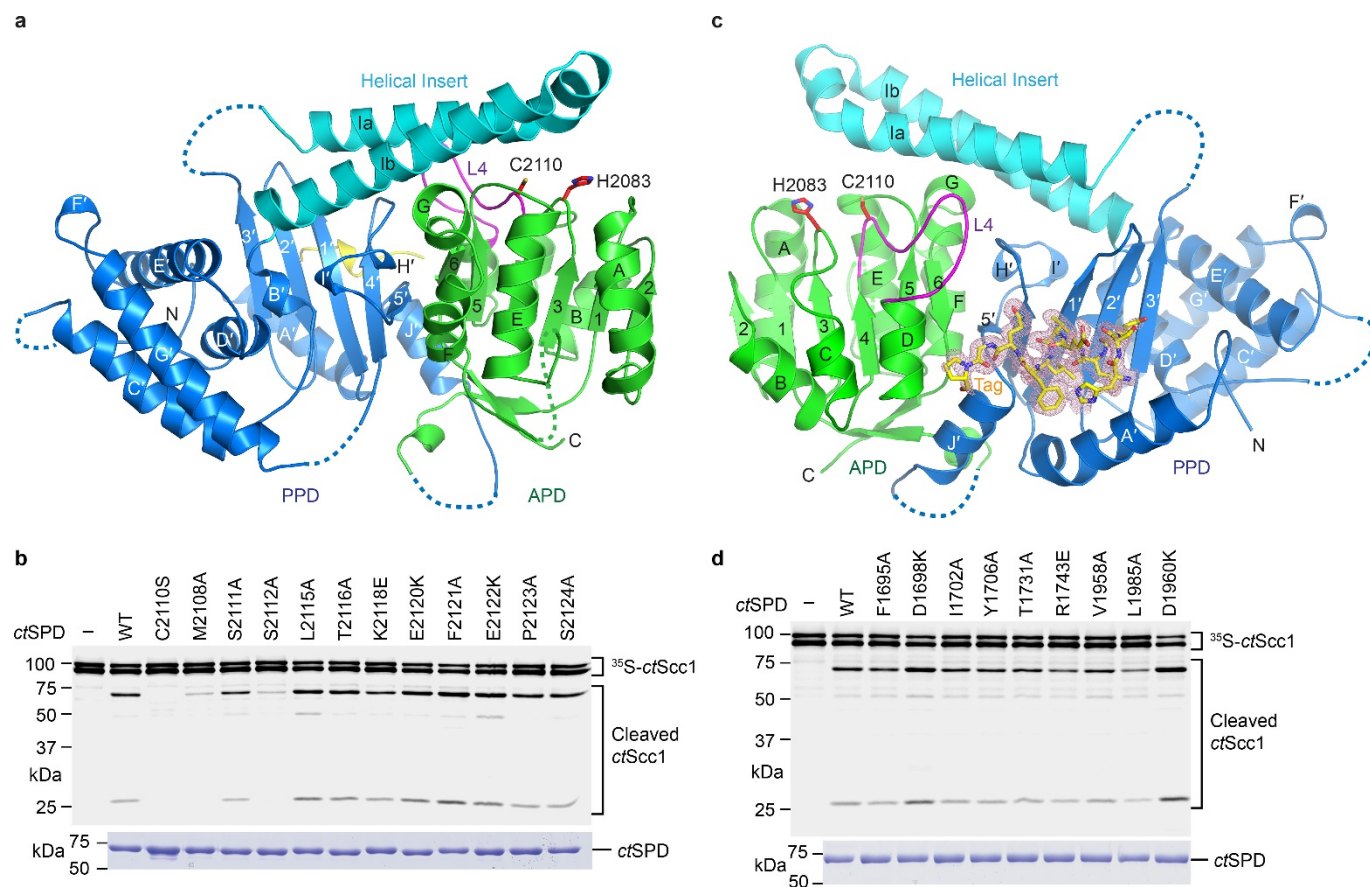 a
Helical Insert
Ia
Ib
L4
C2110
H2083
F′
3′
2′
1′
I′
G
A
E′
H′
6
2
N
B′
4′
5′
5
3
B
1
D′
A′
E
G′
J′
C′
F
C
PPD
APD
b
ctSPD
–
WT
C2110S
M2108A
S2111A
S2112A
L2115A
T2116A
K2118E
E2120K
F2121A
E2122K
P2123A
S2124A
100
75
50
37
kDa
25
³⁵S-ctScc1
Cleaved
ctScc1
75
kDa
50
ctSPD
c
Helical Insert
Ib
Ia
H2083
C2110
G
L4
F′
A
H′
I′
E
5
6
E′
F
1′
2′
3′
G′
2
1
3
5′
4
D
D′
C′
C
B
Tag
A′
N
J′
C
APD
PPD
d
ctSPD
–
WT
F1695A
D1698K
I1702A
Y1706A
T1731A
R1743E
V1958A
L1985A
D1960K
100
75
50
37
kDa
25
³⁵S-ctScc1
Cleaved
ctScc1
75
kDa
50
ctSPD